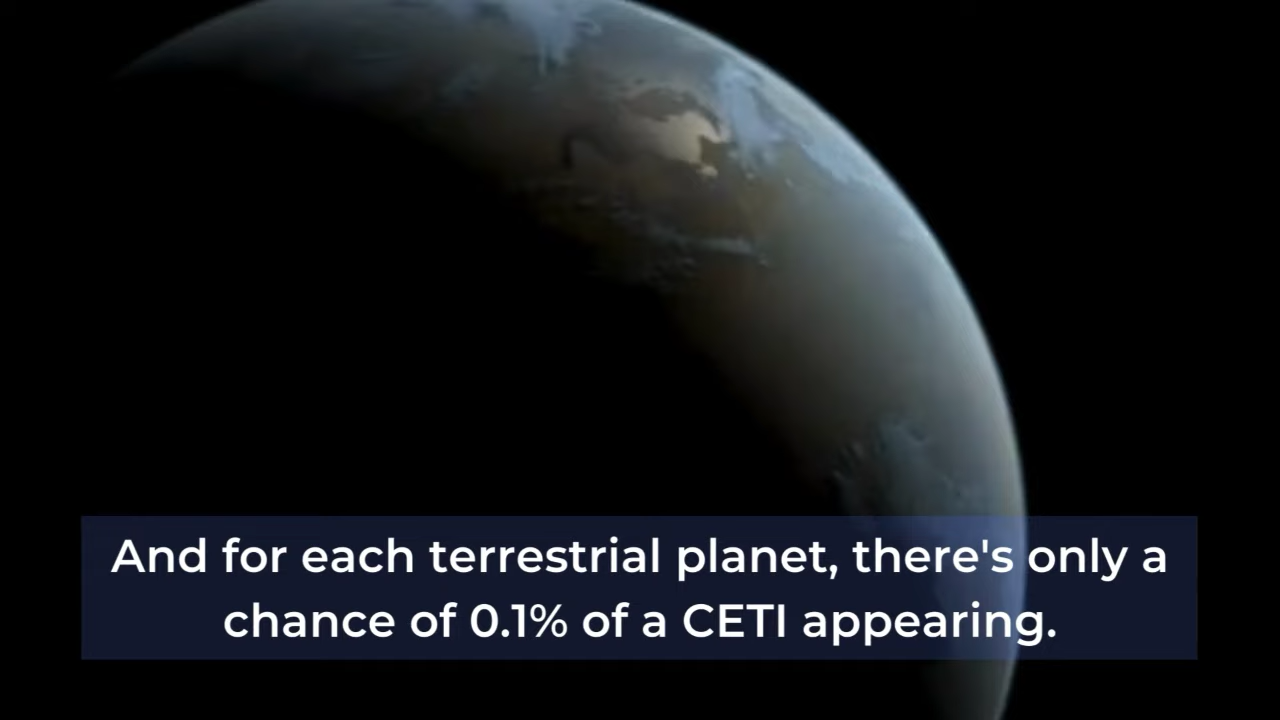 And for each terrestrial planet, there's only a
chance of 0.1% of a CETI appearing.